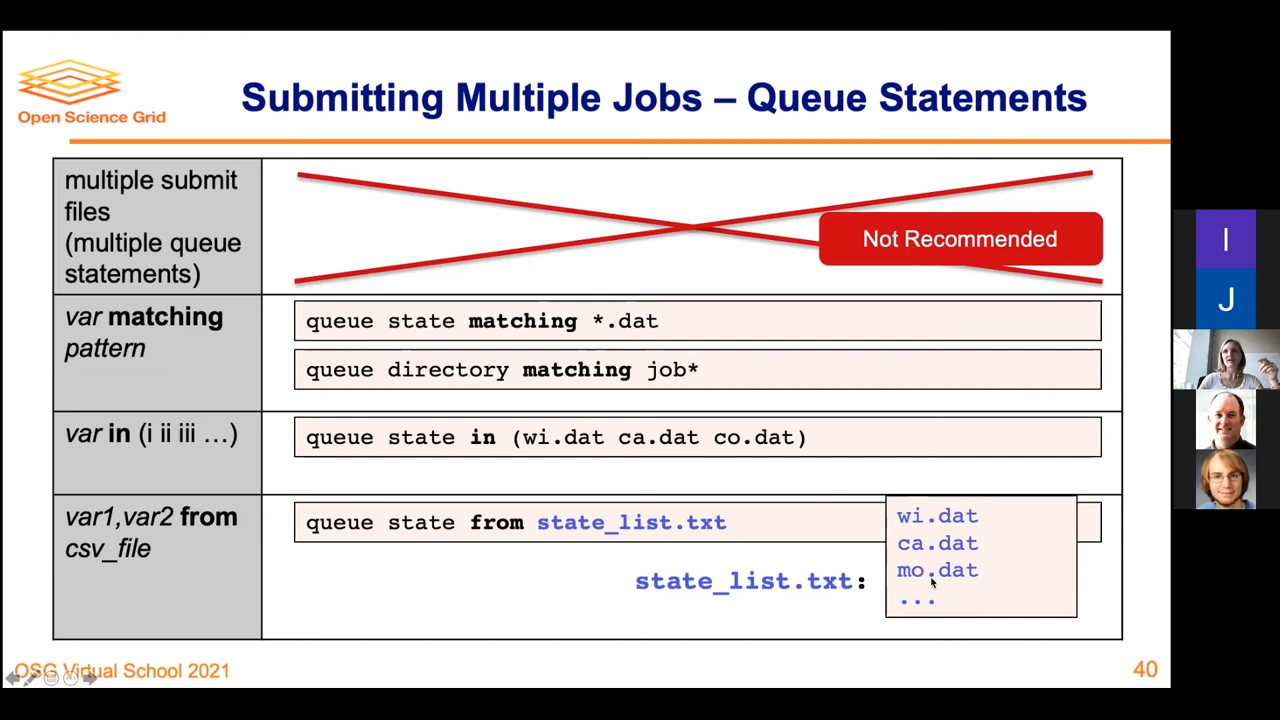 Open Science Grid
Submitting Multiple Jobs – Queue Statements
multiple submit
files
(multiple queue
statements)
Not Recommended
var matching
pattern
queue state matching *.dat
queue directory matching job*
var in (i ii iii …)
queue state in (wi.dat ca.dat co.dat)
var1,var2 from
csv_file
queue state from state_list.txt
state_list.txt:
wi.dat
ca.dat
mo.dat
...
OSG Virtual School 2021
40
I
J